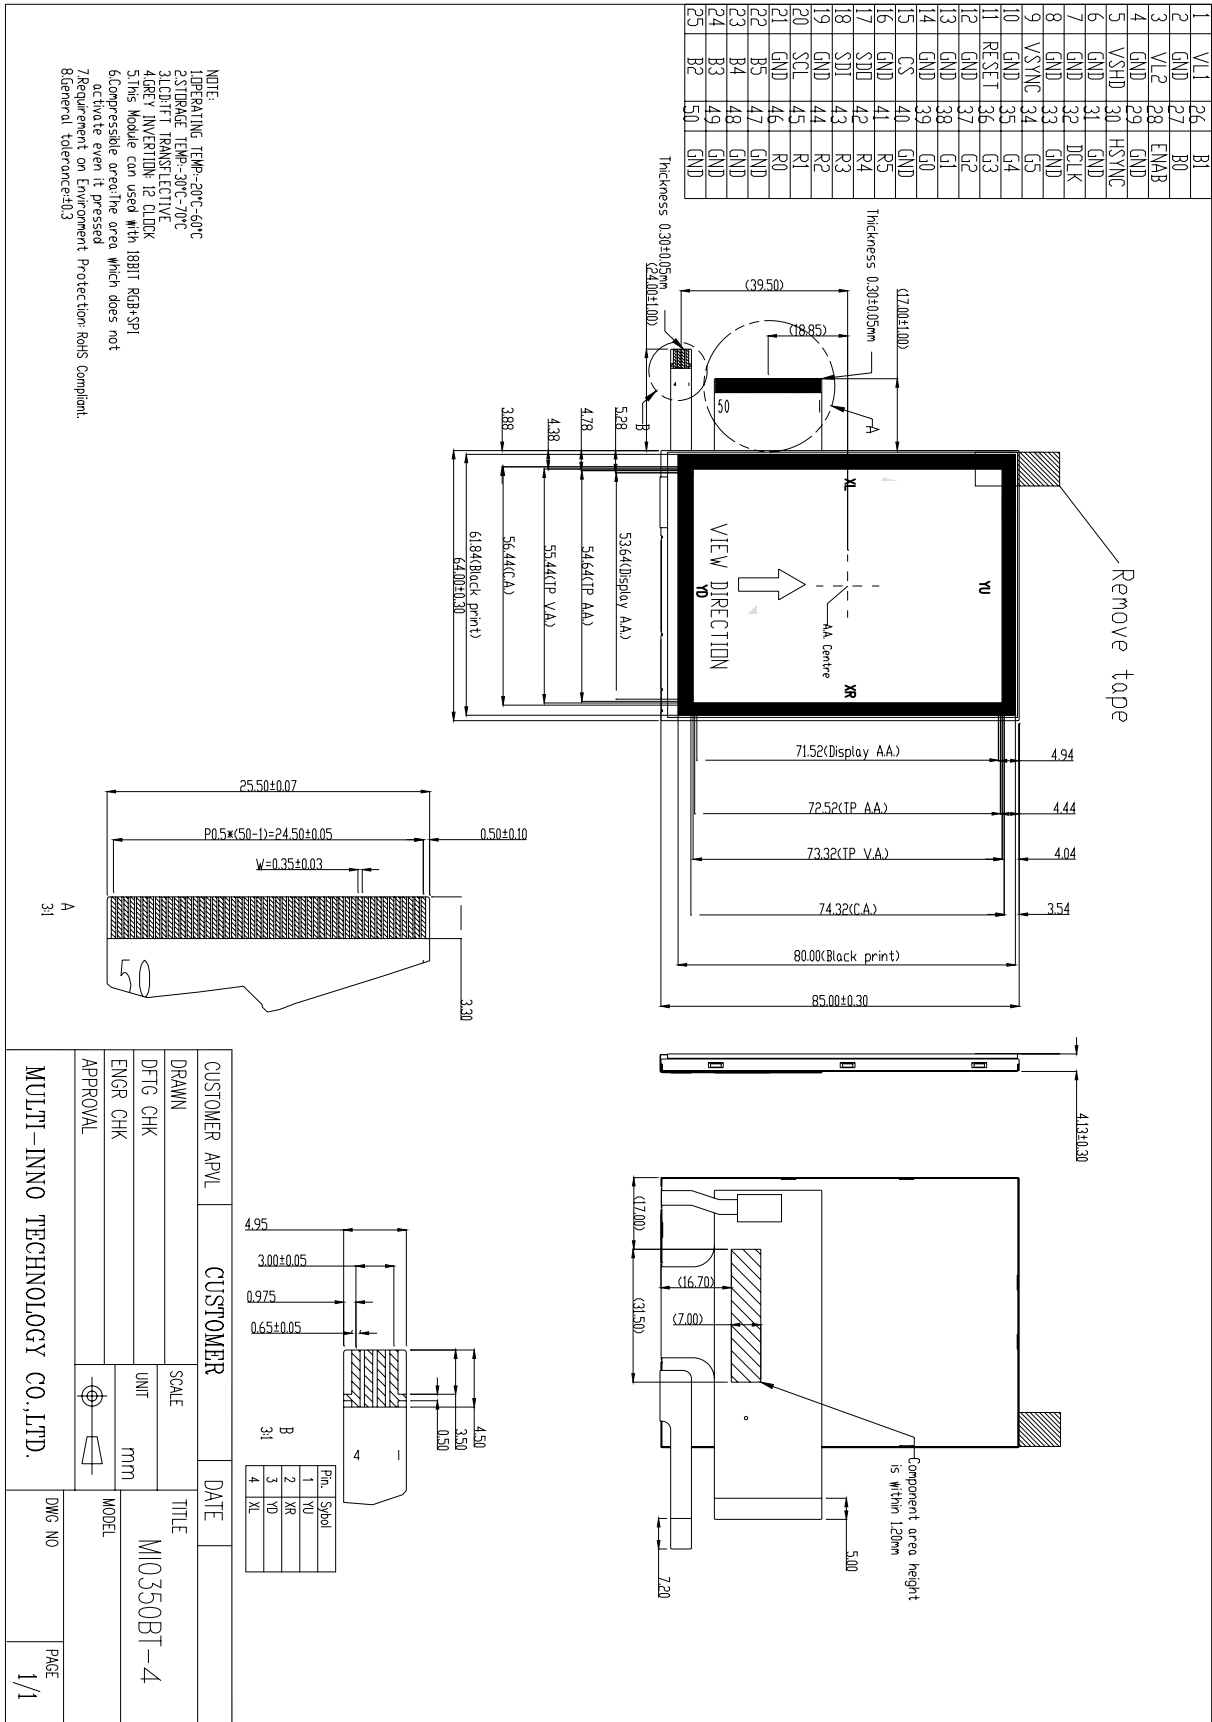 1 VL1 26 B1
2 GND 27 B0
3 VL2 28 ENAB
4 GND 29 GND
5 VSHD 30 HSYNC
6 GND 31 GND
7 GND 32 DCLK
8 GND 33 GND
9 VSYNC 34 G5
10 GND 35 G4
11 RESET 36 G3
12 GND 37 G2
13 GND 38 G1
14 GND 39 G0
15 CS 40 GND
16 GND 41 R5
17 SDO 42 R4
18 SDI 43 R3
19 GND 44 R2
20 SCL 45 R1
21 GND 46 R0
22 B5 47 GND
23 B4 48 GND
24 B3 49 GND
25 B2 50 GND
Thickness 0.30±0.05mm
(17.00±1.00)
Thickness 0.30±0.05mm
(24.00±1.00)
(39.50)
(18.85)
50
1
A
B
5.28
4.78
4.38
3.88
XL
YU
YD
XR
VIEW DIRECTION
A.A. Centre
Remove tape
53.64(Display A.A.)
54.64(TP A.A.)
55.44(TP V.A.)
56.44(C.A.)
61.84(Black print)
64.00±0.30
71.52(Display A.A.)
4.94
72.52(TP A.A.)
4.44
73.32(TP V.A.)
4.04
74.32(C.A.)
3.54
80.00(Black print)
85.00±0.30
4.13±0.30
(17.00)
(31.50)
(16.70)
(7.00)
Component area height
is within 1.20mm
5.00
7.20
NOTE:
1.OPERATING TEMP:-20°C-60°C
2.STORAGE TEMP:-30°C-70°C
3.LCD:TFT TRANSFLECTIVE
4.GREY INVERTION: 12 CLOCK
5.This Module can used with 18BIT RGB+SPI
6.Compressible area:The area which does not
activate even it pressed
7.Requirement on Environment Protection: RoHS Compliant.
8.General tolerance:±0.3
25.50±0.07
P0.5*(50-1)=24.50±0.05
0.50±0.10
W=0.35±0.03
3.30
50
A
3:1
4.95
3.00±0.05
0.975
0.65±0.05
4.50
3.50
0.50
4
1
B
3:1
Pin. Sybol
1 YU
2 XR
3 YD
4 XL
CUSTOMER APVL
CUSTOMER
DATE
DRAWN
DFTG CHK
ENGR CHK
APPROVAL
SCALE
UNIT
mm
TITLE
MI0350BT-4
MODEL
MULTI-INNO TECHNOLOGY CO.,LTD.
DWG NO
PAGE
1/1